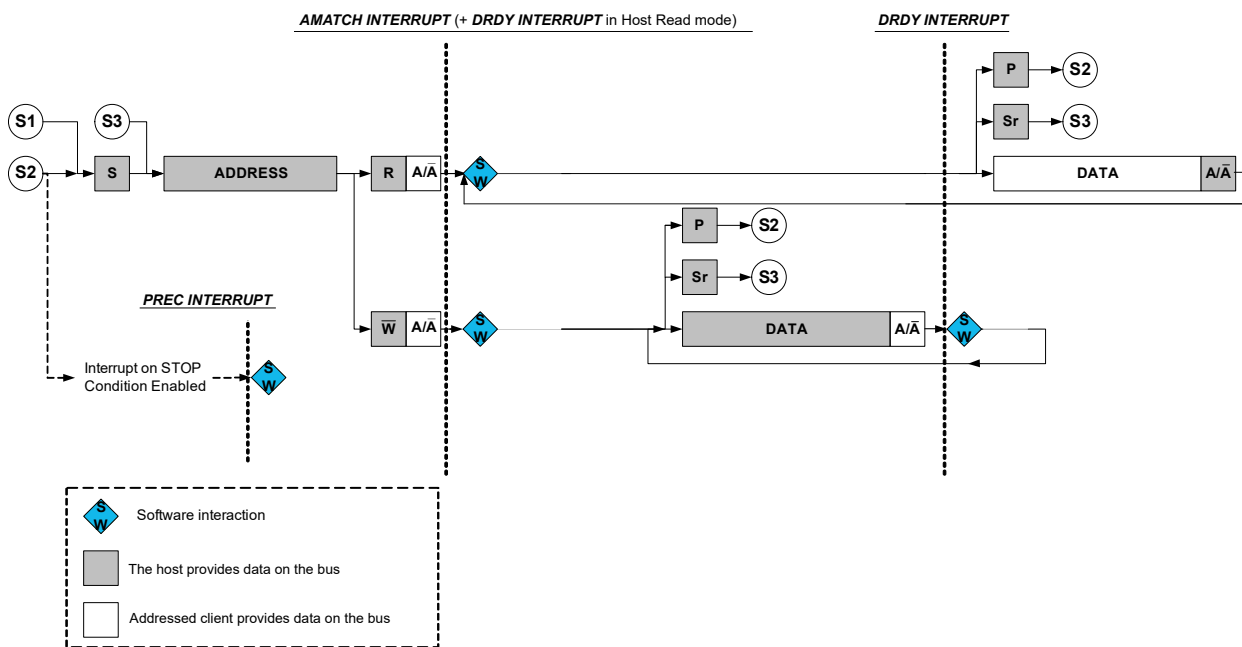 AMATCH INTERRUPT (+ DRDY INTERRUPT in Host Read mode)
DRDY INTERRUPT
P
S2
S1
S3
Sr
S3
S2
S
ADDRESS
R
A/A̅
S
W
DATA
A/A̅
P
S2
Sr
S3
PREC INTERRUPT
W̅
A/A̅
S
W
DATA
A/A̅
S
W
Interrupt on STOP
Condition Enabled
S
W
S
W
Software interaction
The host provides data on the bus
Addressed client provides data on the bus